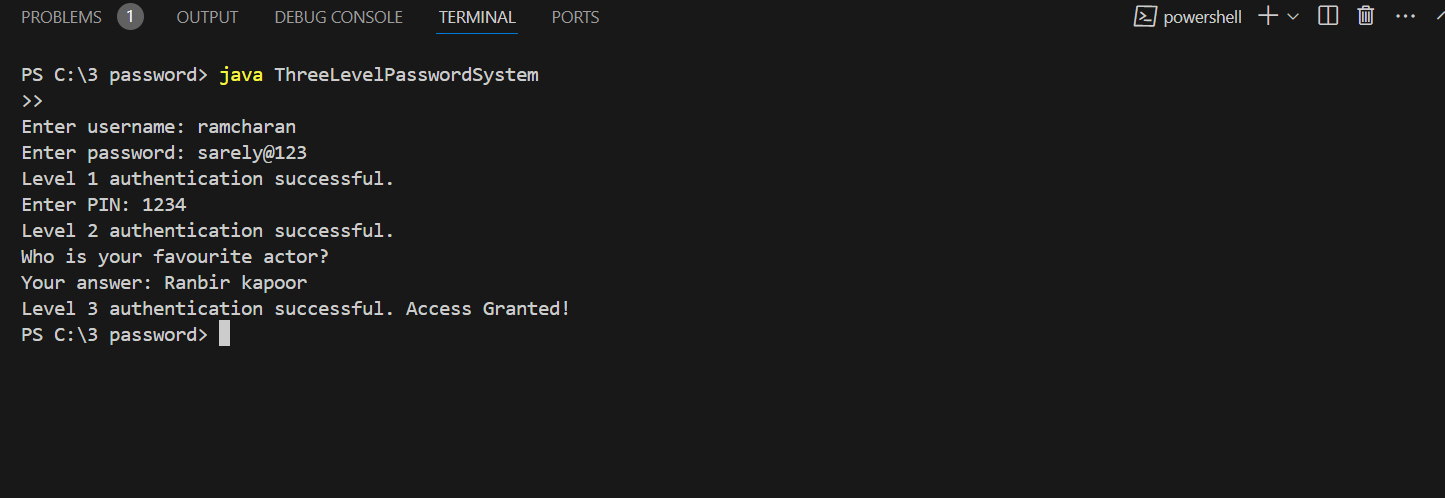 PROBLEMS 1 OUTPUT DEBUG CONSOLE TERMINAL PORTS powershell
PS C:\3 password> java ThreeLevelPasswordSystem
>>
Enter username: ramcharan
Enter password: sarely@123
Level 1 authentication successful.
Enter PIN: 1234
Level 2 authentication successful.
Who is your favourite actor?
Your answer: Ranbir kapoor
Level 3 authentication successful. Access Granted!
PS C:\3 password>